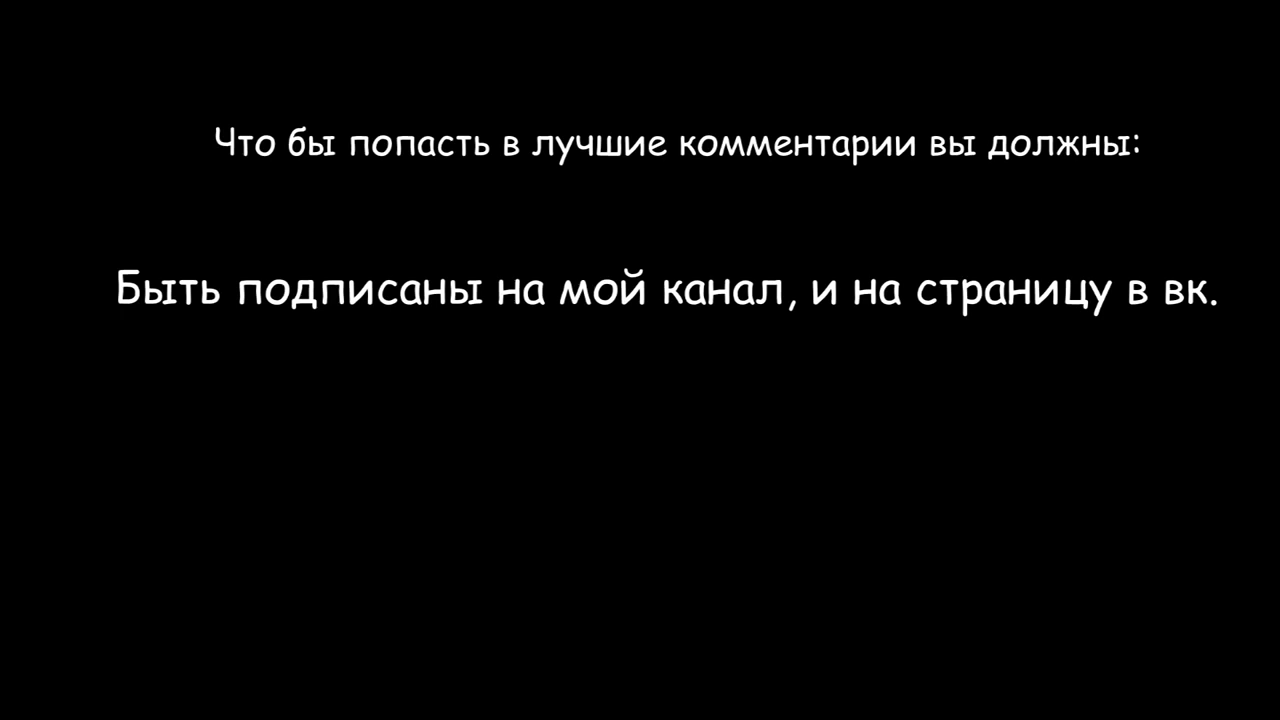 Что бы попасть в лучшие комментарии вы должны:
Быть подписаны на мой канал, и на страницу в вк.